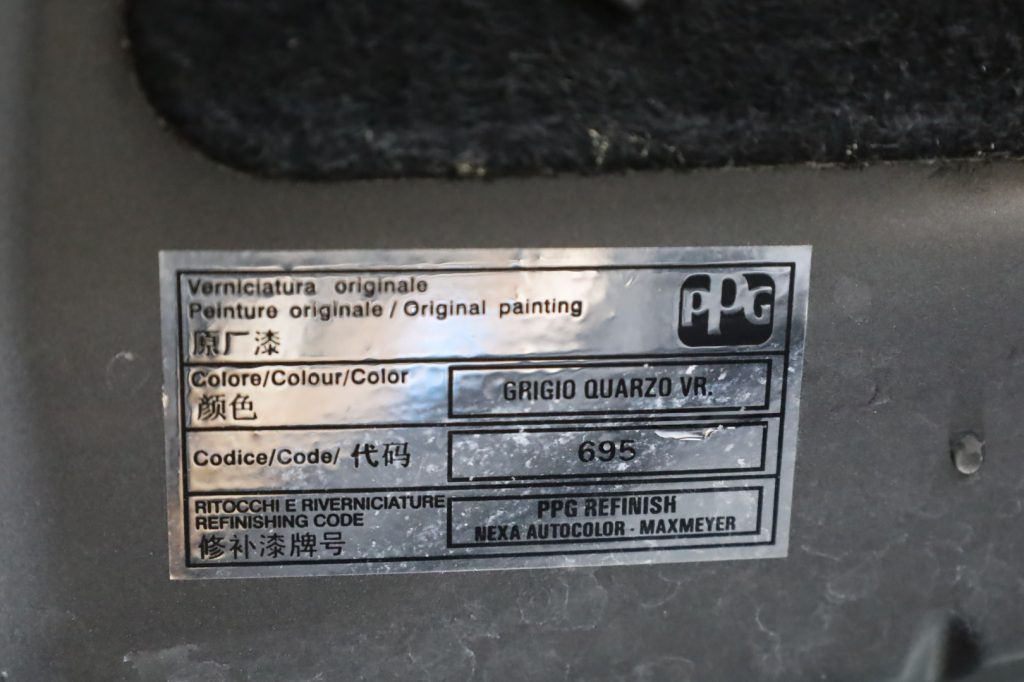 Verniciatura originale
Peinture originale / Original painting
原厂漆
PPG
Colore/Colour/Color
颜色
GRIGIO QUARZO VR.
Codice/Code/ 代码
695
RITOCCHI E RIVERNICIATURE
REFINISHING CODE
修补漆牌号
PPG REFINISH
NEXA AUTOCOLOR - MAXMEYER